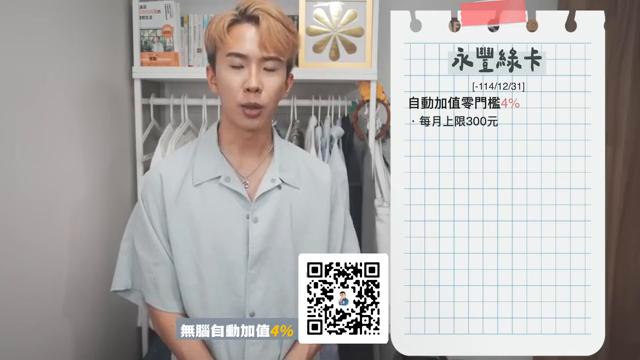 永豐綠卡
[-114/12/31]
自動加值零門檻4%
・每月上限300元
無腦自動加值4%